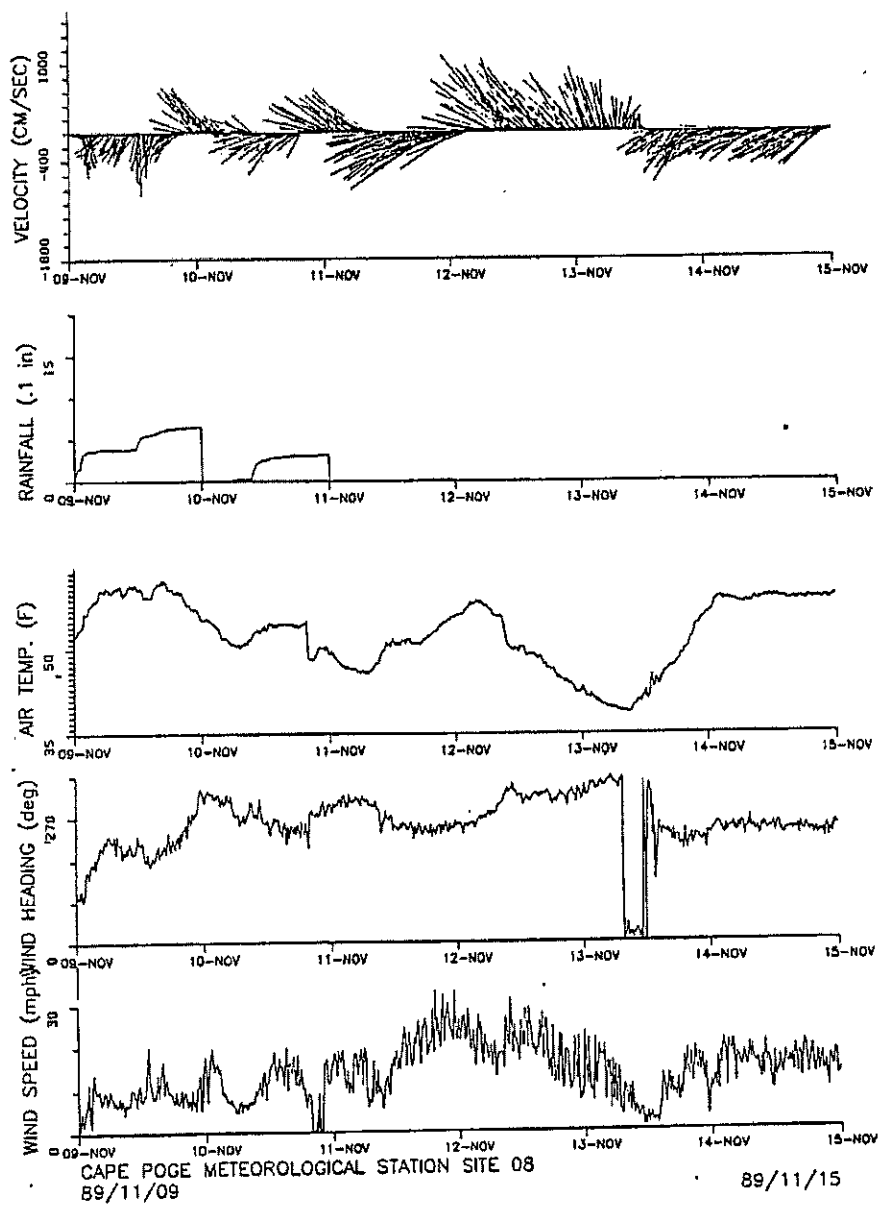 VELOCITY (CM/SEC)
1000
-400
-1800
09-NOV 10-NOV 11-NOV 12-NOV 13-NOV 14-NOV 15-NOV
RAINFALL (.1 in)
15
0
09-NOV 10-NOV 11-NOV 12-NOV 13-NOV 14-NOV 15-NOV
AIR TEMP. (F)
50
35
09-NOV 10-NOV 11-NOV 12-NOV 13-NOV 14-NOV 15-NOV
WIND HEADING (deg)
270
0
09-NOV 10-NOV 11-NOV 12-NOV 13-NOV 14-NOV 15-NOV
WIND SPEED (mph)
30
0
09-NOV 10-NOV 11-NOV 12-NOV 13-NOV 14-NOV 15-NOV
CAPE POGE METEOROLOGICAL STATION SITE 08
89/11/09 89/11/15